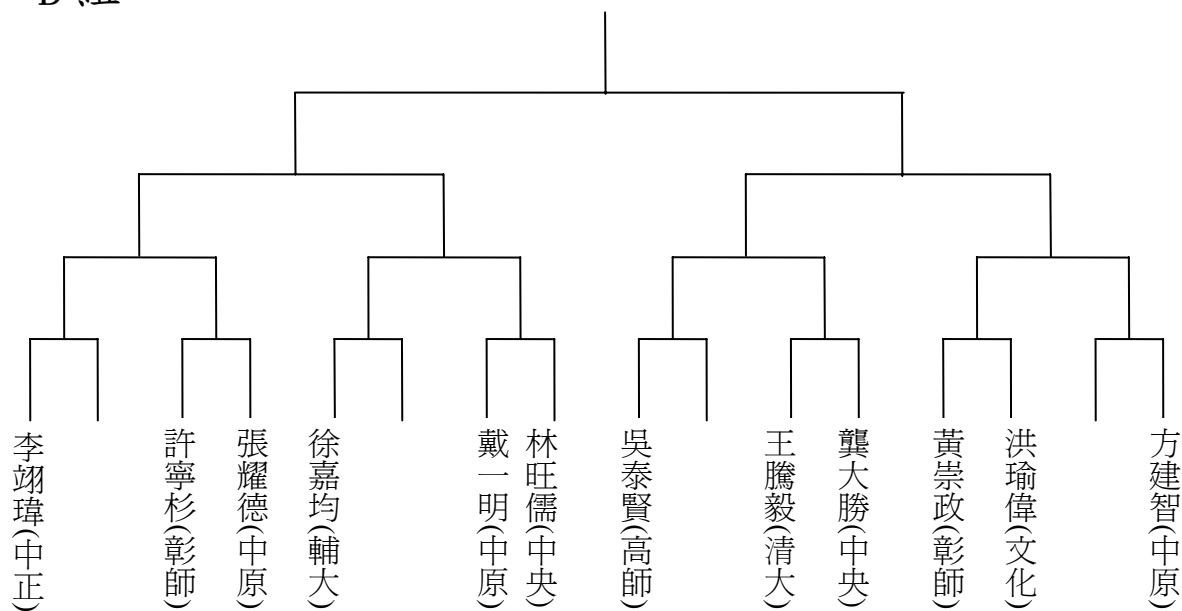 李翊瑋(中正)
許寧杉(彰師)
張耀德(中原)
徐嘉均(輔大)
戴一明(中原)
林旺儒(中央)
吳泰賢(高師)
王騰毅(清大)
龔大勝(中央)
黃崇政(彰師)
洪瑜偉(文化)
方建智(中原)